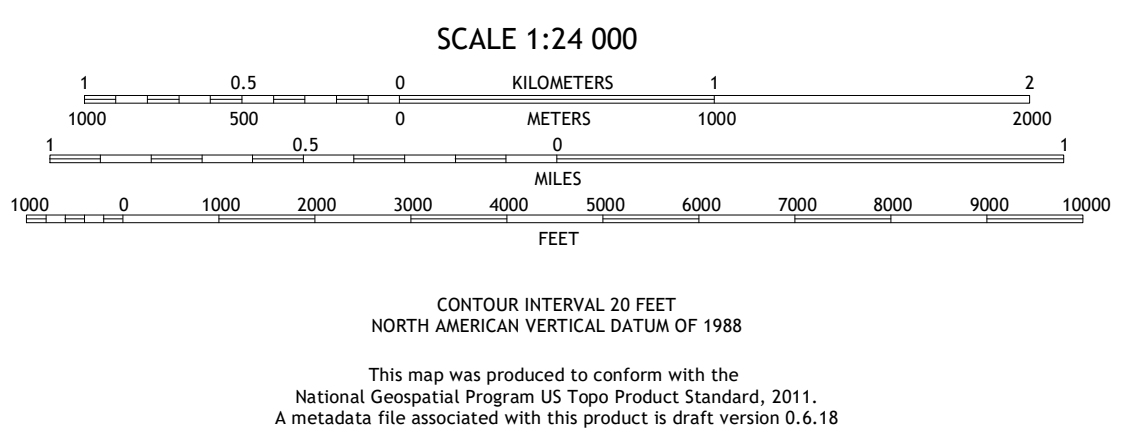 SCALE 1:24 000
1 0.5 0 KILOMETERS 1 2
1000 500 0 METERS 1000 2000
1 0.5 0 1
MILES
1000 0 1000 2000 3000 4000 5000 6000 7000 8000 9000 10000
FEET
CONTOUR INTERVAL 20 FEET
NORTH AMERICAN VERTICAL DATUM OF 1988
This map was produced to conform with the
National Geospatial Program US Topo Product Standard, 2011.
A metadata file associated with this product is draft version 0.6.18